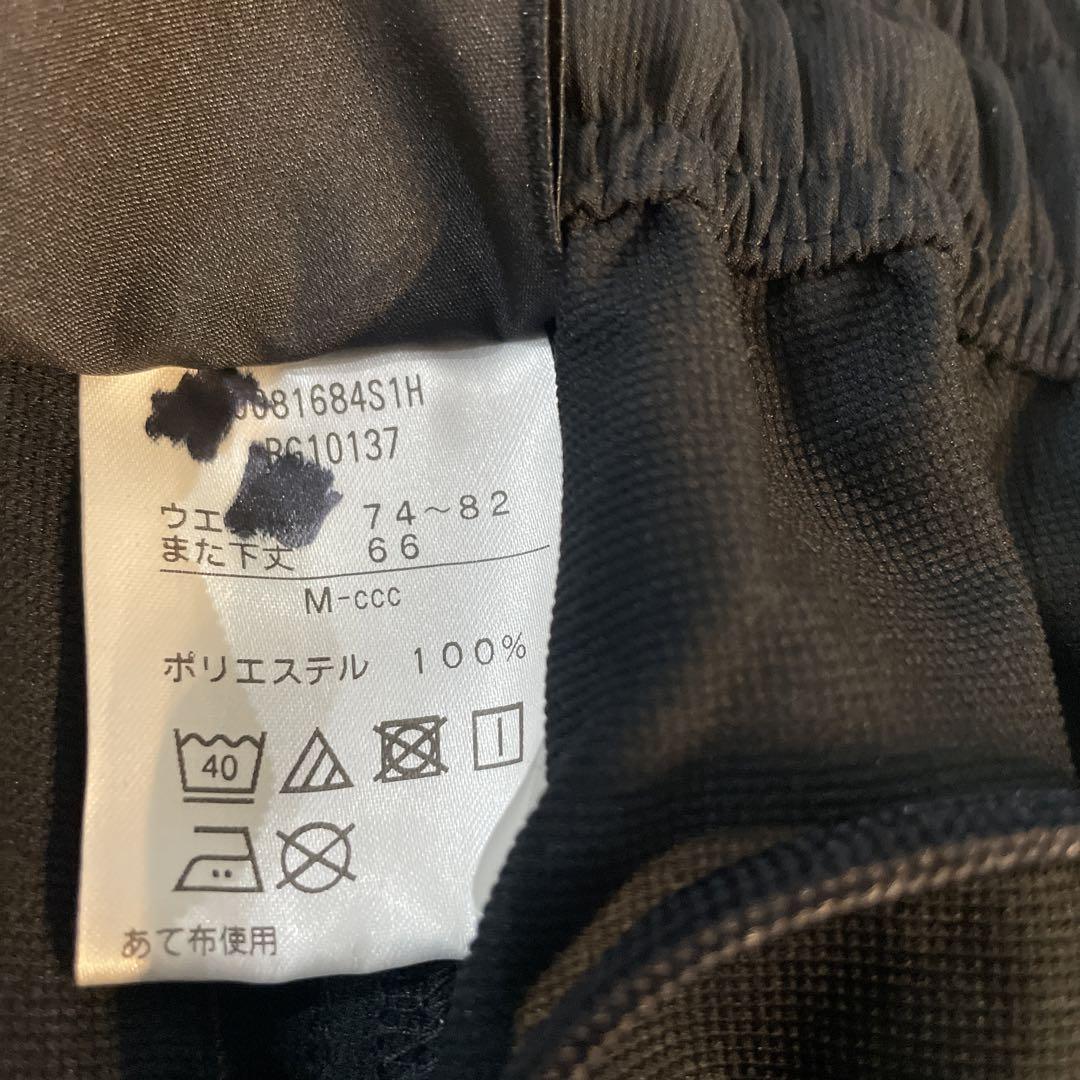 081684S1H
BG10137
ウエ 74～82
また下丈 66
M-ccc
ポリエステル 100%
40
あて布使用